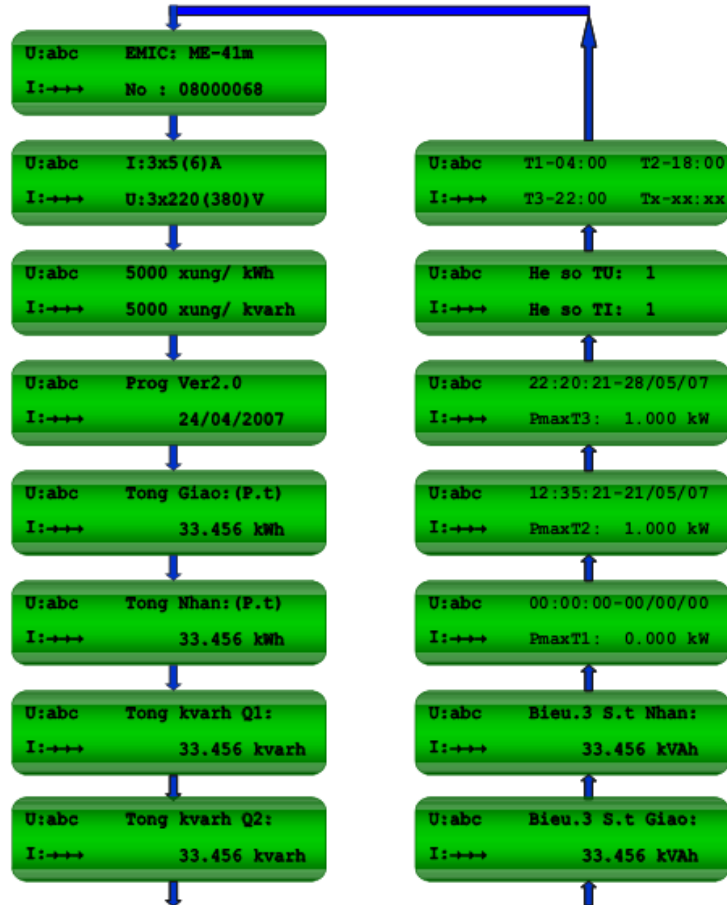 U:abc EMIC: ME-41m
I:→→→ No : 08000068
U:abc I:3x5(6)A
I:→→→ U:3x220(380)V
U:abc 5000 xung/ kWh
I:→→→ 5000 xung/ kvarh
U:abc Prog Ver2.0
I:→→→ 24/04/2007
U:abc Tong Giao:(P.t)
I:→→→ 33.456 kWh
U:abc Tong Nhan:(P.t)
I:→→→ 33.456 kWh
U:abc Tong kvarh Q1:
I:→→→ 33.456 kvarh
U:abc Tong kvarh Q2:
I:→→→ 33.456 kvarh
U:abc T1-04:00 T2-18:00
I:→→→ T3-22:00 Tx-xx:xx
U:abc He so TU: 1
I:→→→ He so TI: 1
U:abc 22:20:21-28/05/07
I:→→→ PmaxT3: 1.000 kW
U:abc 12:35:21-21/05/07
I:→→→ PmaxT2: 1.000 kW
U:abc 00:00:00-00/00/00
I:→→→ PmaxT1: 0.000 kW
U:abc Bieu.3 S.t Nhan:
I:→→→ 33.456 kVAh
U:abc Bieu.3 S.t Giao:
I:→→→ 33.456 kVAh